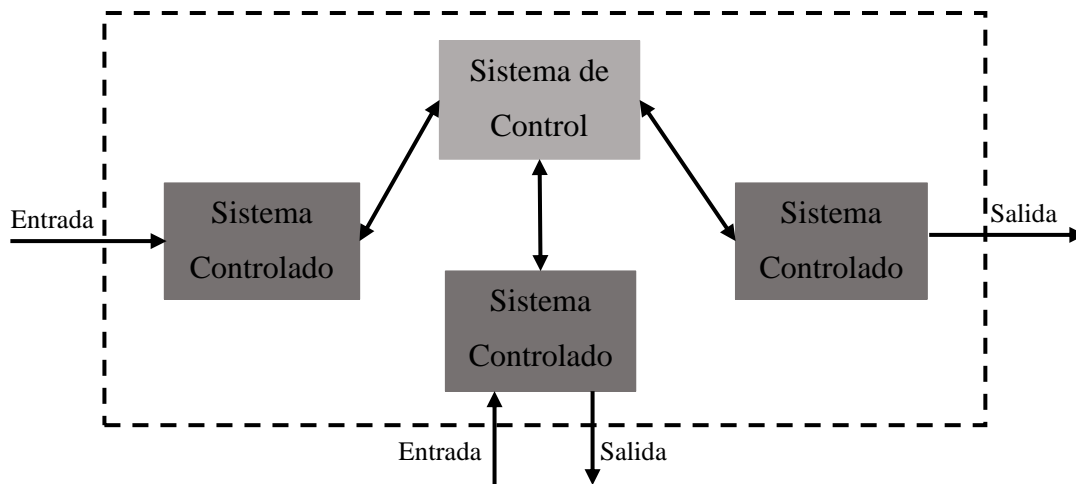 Sistema de
Control
Entrada
Sistema
Controlado
Sistema
Controlado
Salida
Sistema
Controlado
Entrada
Salida